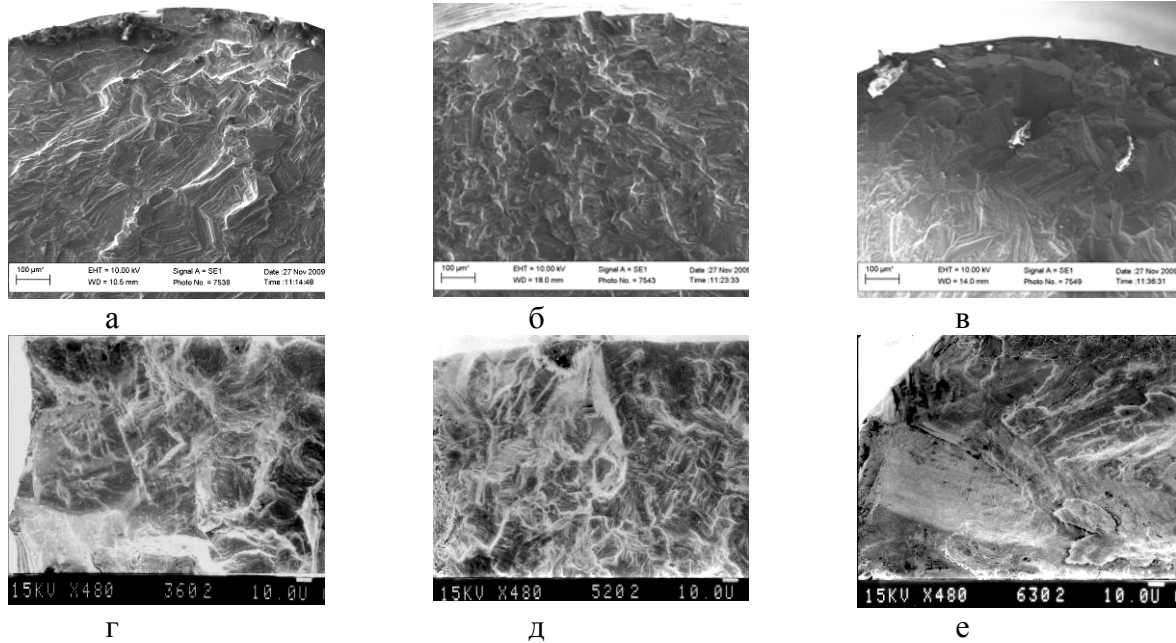 100 µm*
EHT = 10.00 kV
WD = 10.5 mm
Signal A = SE1
Photo No. = 7539
Date :27 Nov 2009
Time :11:14:48
100 µm*
EHT = 10.00 kV
WD = 18.0 mm
Signal A = SE1
Photo No. = 7543
Date :27 Nov 2009
Time :11:23:33
100 µm*
EHT = 10.00 kV
WD = 14.0 mm
Signal A = SE1
Photo No. = 7549
Date :27 Nov 2009
Time :11:36:31
а
б
в
15KV X480 3602 10.0U
15KV X480 5202 10.0U
15KV X480 6302 10.0U
г
д
е